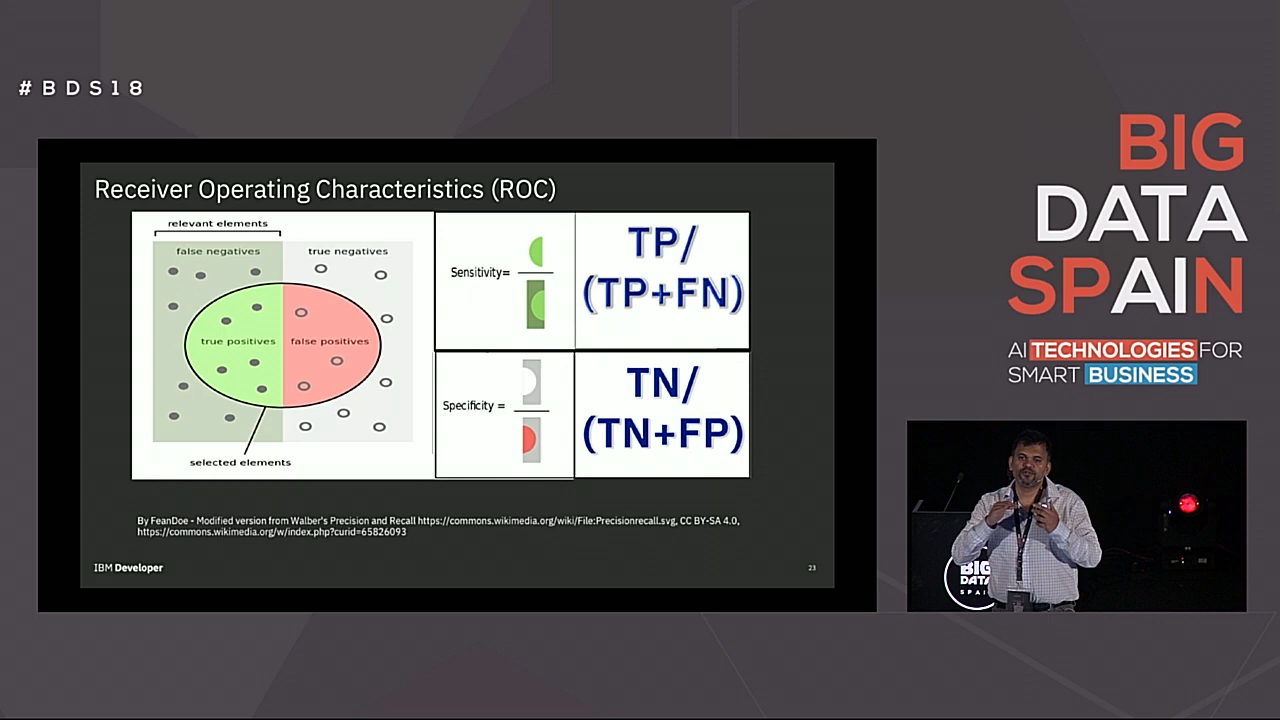 #BDS18
BIG
DATA
SPAIN
AI TECHNOLOGIES FOR
SMART BUSINESS
Receiver Operating Characteristics (ROC)
relevant elements
false negatives
true negatives
true positives
false positives
selected elements
Sensitivity=
TP/
(TP+FN)
Specificity =
TN/
(TN+FP)
By FeanDoe - Modified version from Walber's Precision and Recall https://commons.wikimedia.org/wiki/File:Precisionrecall.svg, CC BY-SA 4.0,
https://commons.wikimedia.org/w/index.php?curid=65826093
IBM Developer
23
BIG
DATA
SPAI